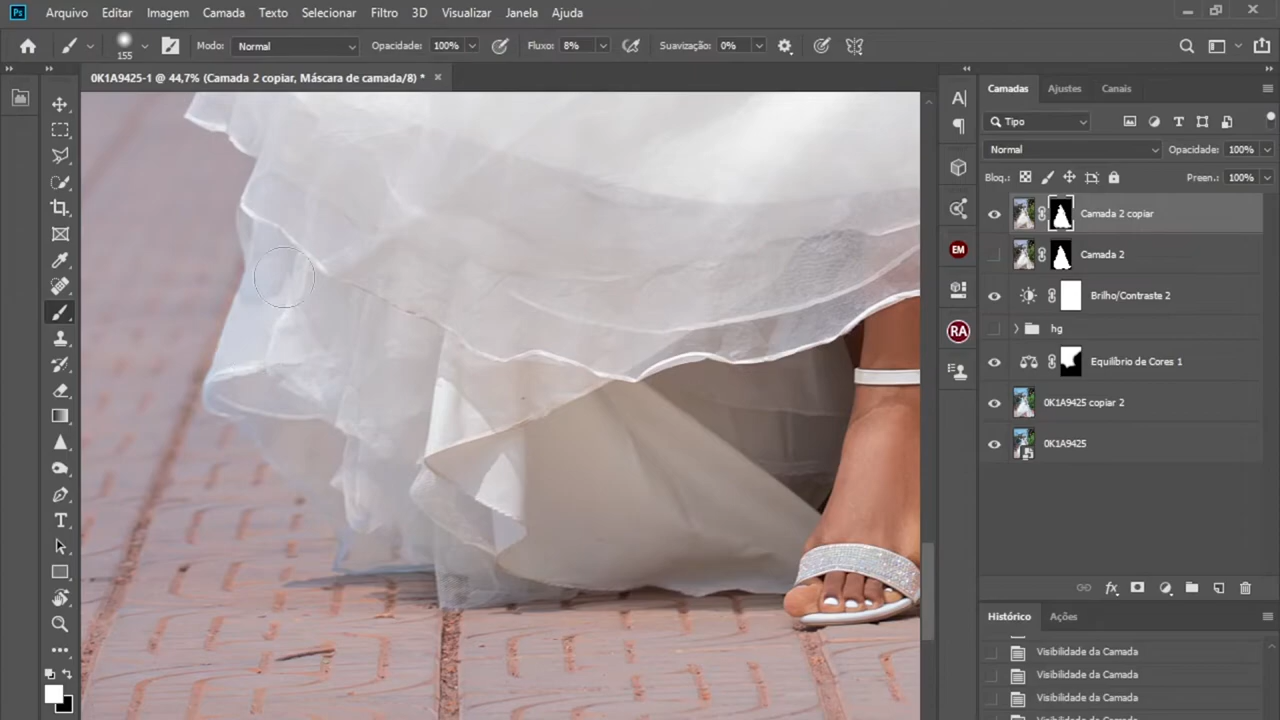 Ps Arquivo Editar Imagem Camada Texto Selecionar Filtro 3D Visualizar Janela Ajuda
155 Modo: Normal Opacidade: 100% Fluxo: 8% Suavização: 0%
0K1A9425-1 @ 44,7% (Camada 2 copiar, Máscara de camada/8) * ×
Camadas Ajustes Canais
Tipo
Normal Opacidade: 100%
Bloq.: Preen.: 100%
Camada 2 copiar
Camada 2
EM
Brilho/Contraste 2
RA
hg
Equilíbrio de Cores 1
0K1A9425 copiar 2
0K1A9425
Histórico Ações
Visibilidade da Camada
Visibilidade da Camada
Visibilidade da Camada